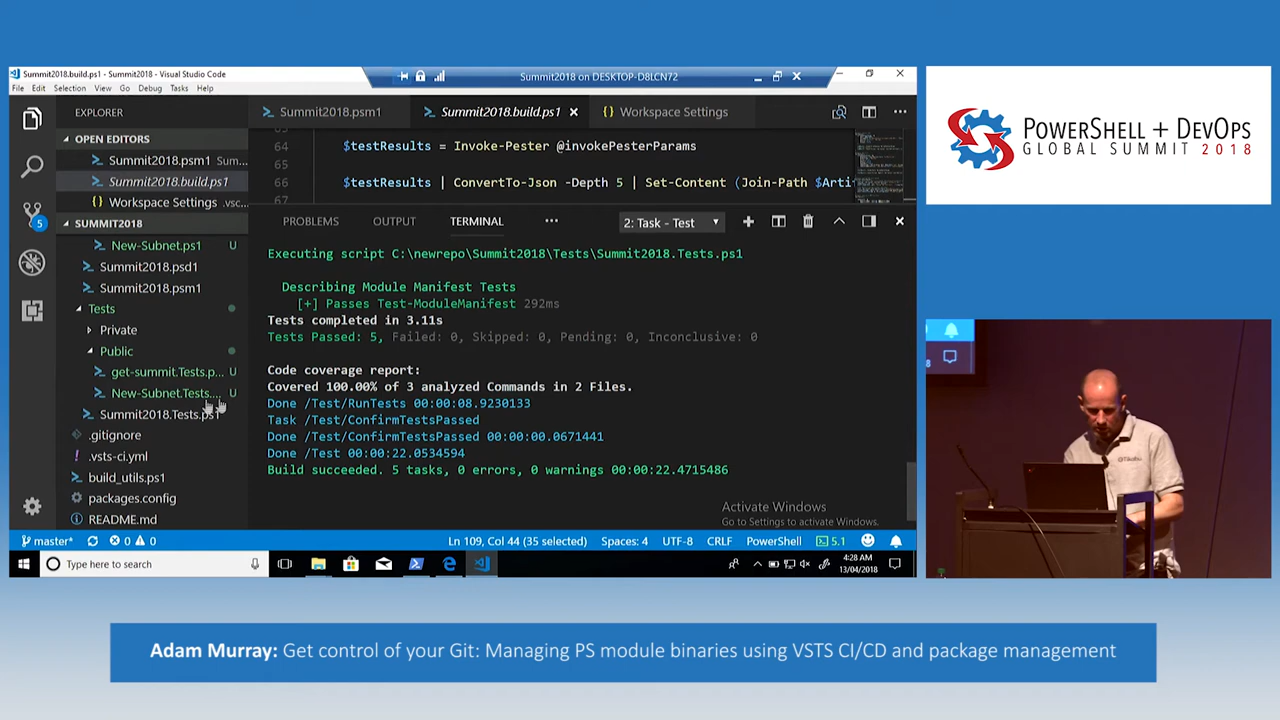 Summit2018.build.ps1 - Summit2018 - Visual Studio Code
Summit2018 on DESKTOP-D8LCN72
File Edit Selection View Go Debug Tasks Help
EXPLORER
OPEN EDITORS
Summit2018.psm1 Sum...
Summit2018.build.ps1
Workspace Settings .vsc...
SUMMIT2018
New-Subnet.ps1 U
Summit2018.psd1
Summit2018.psm1
Tests
Private
Public
get-summit.Tests.p... U
New-Subnet.Tests.... U
Summit2018.Tests.ps1
.gitignore
.vsts-ci.yml
build_utils.ps1
packages.config
README.md
5
Summit2018.psm1
Summit2018.build.ps1
Workspace Settings
64 $testResults = Invoke-Pester @invokePesterParams
65
66 $testResults | ConvertTo-Json -Depth 5 | Set-Content (Join-Path $Arti
67
PROBLEMS OUTPUT TERMINAL ... 2: Task - Test
Executing script C:\newrepo\Summit2018\Tests\Summit2018.Tests.ps1
Describing Module Manifest Tests
[+] Passes Test-ModuleManifest 292ms
Tests completed in 3.11s
Tests Passed: 5, Failed: 0, Skipped: 0, Pending: 0, Inconclusive: 0
Code coverage report:
Covered 100.00% of 3 analyzed Commands in 2 Files.
Done /Test/RunTests 00:00:08.9230133
Task /Test/ConfirmTestsPassed
Done /Test/ConfirmTestsPassed 00:00:00.0671441
Done /Test 00:00:22.0534594
Build succeeded. 5 tasks, 0 errors, 0 warnings 00:00:22.4715486
Activate Windows
Go to Settings to activate Windows.
master* 0 0 Ln 109, Col 44 (35 selected) Spaces: 4 UTF-8 CRLF PowerShell 5.1
Type here to search
4:28 AM
13/04/2018
POWERSHELL + DEVOPS
GLOBAL SUMMIT 2018
Adam Murray: Get control of your Git: Managing PS module binaries using VSTS CI/CD and package management